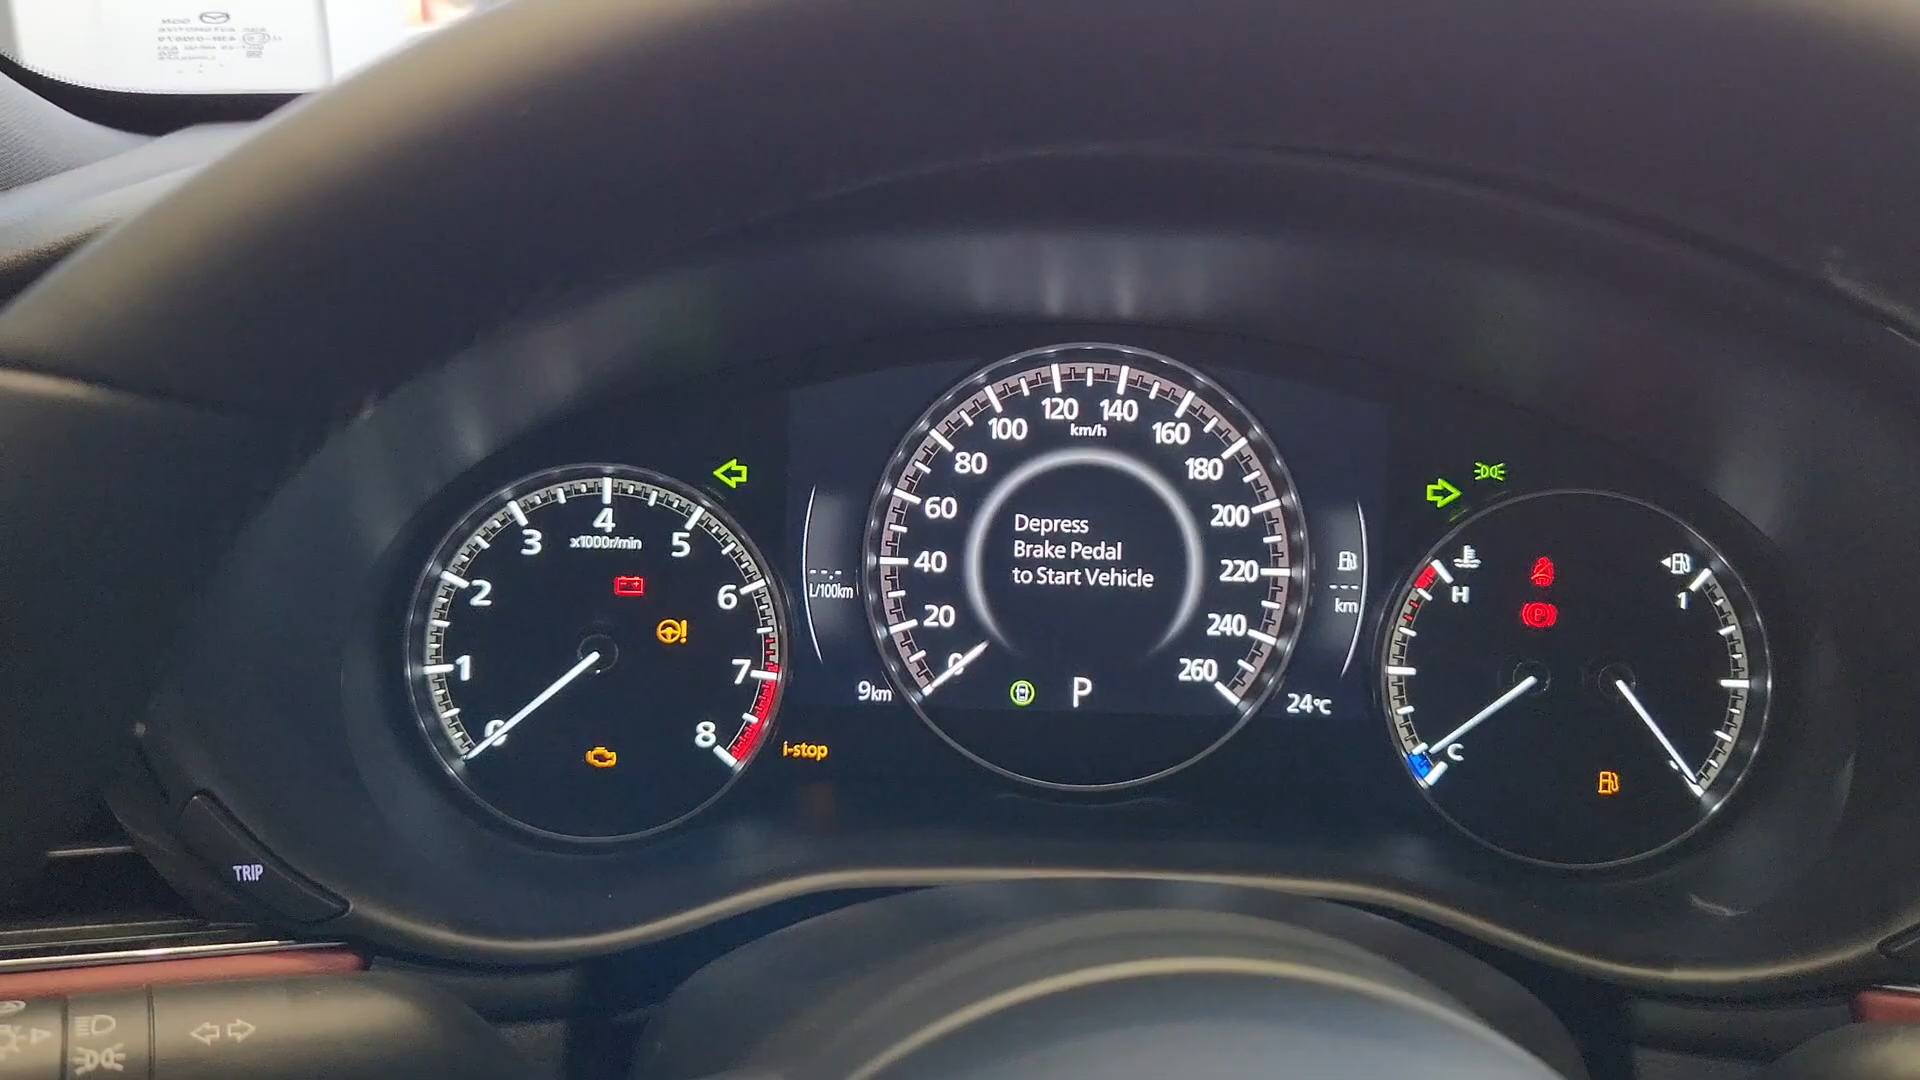 120 140
100 km/h 160
80 180
60 200
40 220
20 240
0 260
Depress
Brake Pedal
to Start Vehicle
P
4
3 x1000r/min 5
2 6
1 7
0 8
i-stop
--.-
L/100km
9km
---
km
24°C
H
C
1
P
TRIP